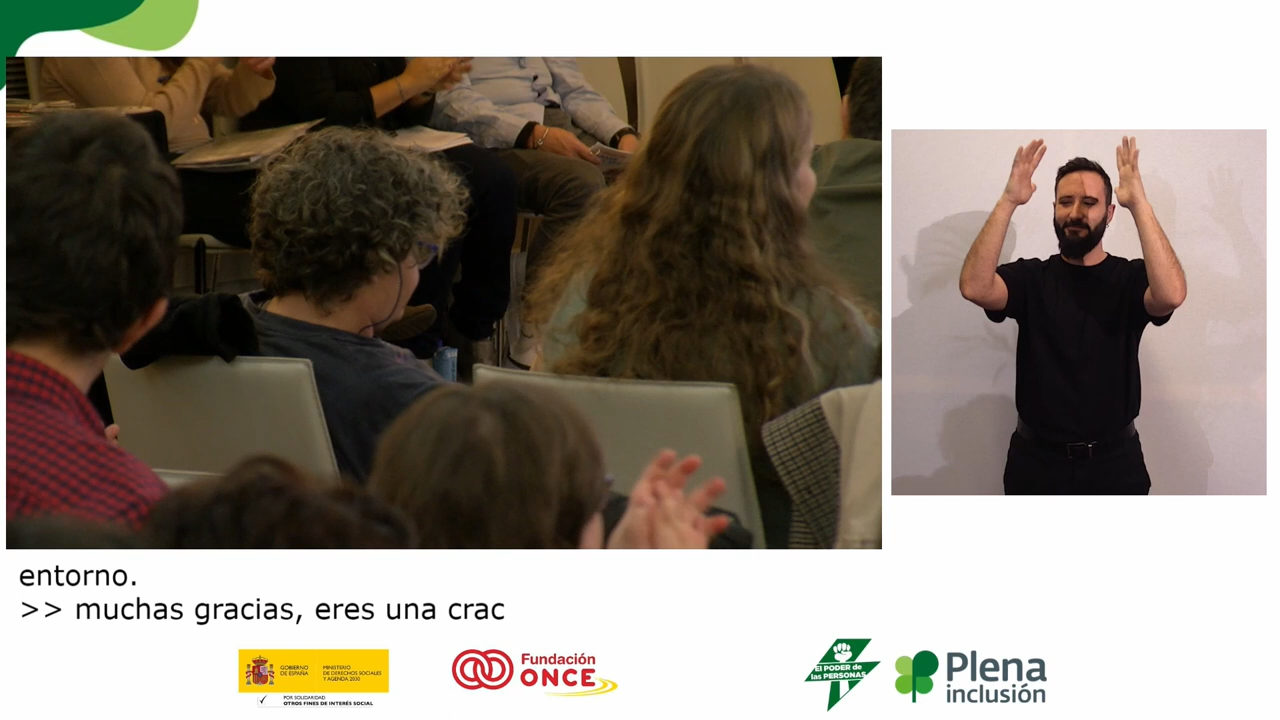 entorno.
>> muchas gracias, eres una crac
GOBIERNO
DE ESPAÑA
MINISTERIO
DE DERECHOS SOCIALES
Y AGENDA 2030
POR SOLIDARIDAD
OTROS FINES DE INTERÉS SOCIAL
Fundación
ONCE
El PODER de
las PERSONAS
Plena
inclusión